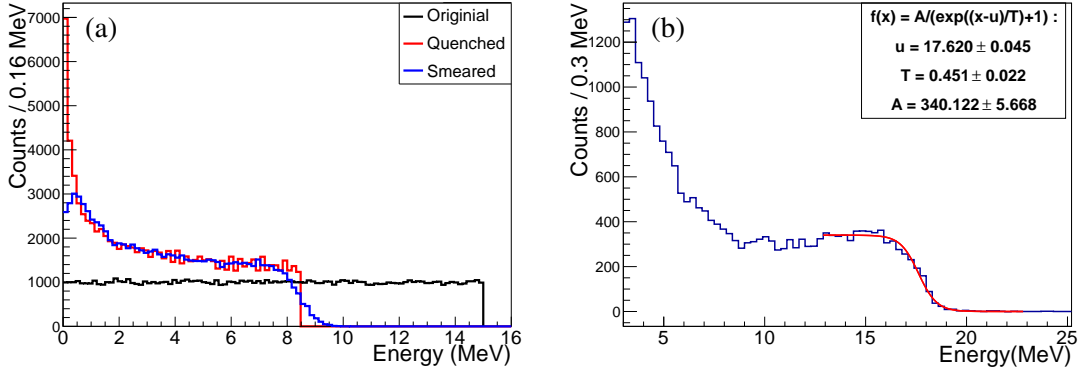 (a)
Originial
Quenched
Smeared
Counts / 0.16 MeV
7000
6000
5000
4000
3000
2000
1000
0
0 2 4 6 8 10 12 14 16
Energy (MeV)
(b)
f(x) = A/(exp((x-u)/T)+1) :
u = 17.620 ± 0.045
T = 0.451 ± 0.022
A = 340.122 ± 5.668
Counts / 0.3 MeV
1200
1000
800
600
400
200
0
5 10 15 20 25
Energy(MeV)